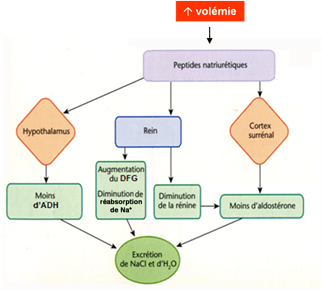 ↑ volémie
Peptides natriurétiques
Hypothalamus
Rein
Cortex
surrénal
Moins
d'ADH
Augmentation
du DFG
Diminution de
réabsorption
de Na⁺
Diminution
de la rénine
Moins d'aldostérone
Excrétion
de NaCl et d'H₂O